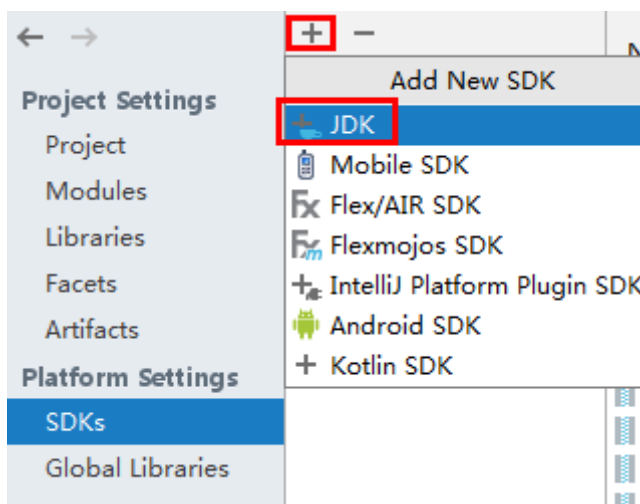 Project Settings
Project
Modules
Libraries
Facets
Artifacts
Platform Settings
SDKs
Global Libraries
Add New SDK
JDK
Mobile SDK
Flex/AIR SDK
Flexmojos SDK
IntelliJ Platform Plugin SDK
Android SDK
Kotlin SDK